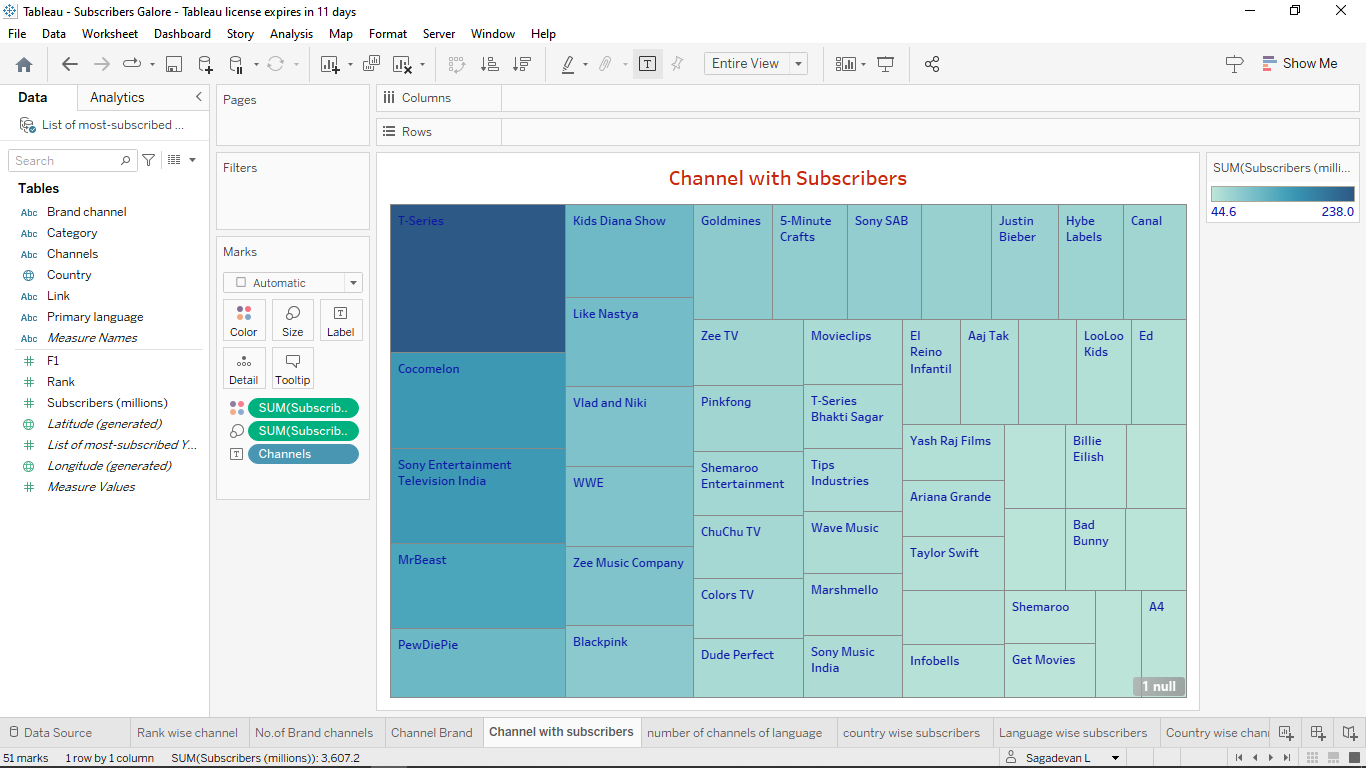 Tableau - Subscribers Galore - Tableau license expires in 11 days
File Data Worksheet Dashboard Story Analysis Map Format Server Window Help
Entire View
Show Me
Data Analytics
List of most-subscribed ...
Search
Tables
Abc Brand channel
Abc Category
Abc Channels
Country
Abc Link
Abc Primary language
Abc Measure Names
F1
Rank
Subscribers (millions)
Latitude (generated)
List of most-subscribed Y...
Longitude (generated)
Measure Values
Pages
Filters
Marks
Automatic
Color Size Label
Detail Tooltip
SUM(Subscrib..
SUM(Subscrib..
Channels
Columns
Rows
Channel with Subscribers
T-Series
Cocomelon
Sony Entertainment
Television India
MrBeast
PewDiePie
Kids Diana Show
Like Nastya
Vlad and Niki
WWE
Zee Music Company
Blackpink
Goldmines
5-Minute
Crafts
Sony SAB
Justin
Bieber
Hybe
Labels
Canal
Zee TV
Pinkfong
Shemaroo
Entertainment
ChuChu TV
Colors TV
Dude Perfect
Movieclips
T-Series
Bhakti Sagar
Tips
Industries
Wave Music
Marshmello
Sony Music
India
El
Reino
Infantil
Aaj Tak
LooLoo
Kids
Ed
Yash Raj Films
Ariana Grande
Taylor Swift
Infobells
Billie
Eilish
Bad
Bunny
Shemaroo
Get Movies
A4
1 null
SUM(Subscribers (milli...
44.6 238.0
Data Source Rank wise channel No.of Brand channels Channel Brand Channel with subscribers number of channels of language country wise subscribers Language wise subscribers Country wise chann
51 marks 1 row by 1 column SUM(Subscribers (millions)): 3,607.2 Sagadevan L